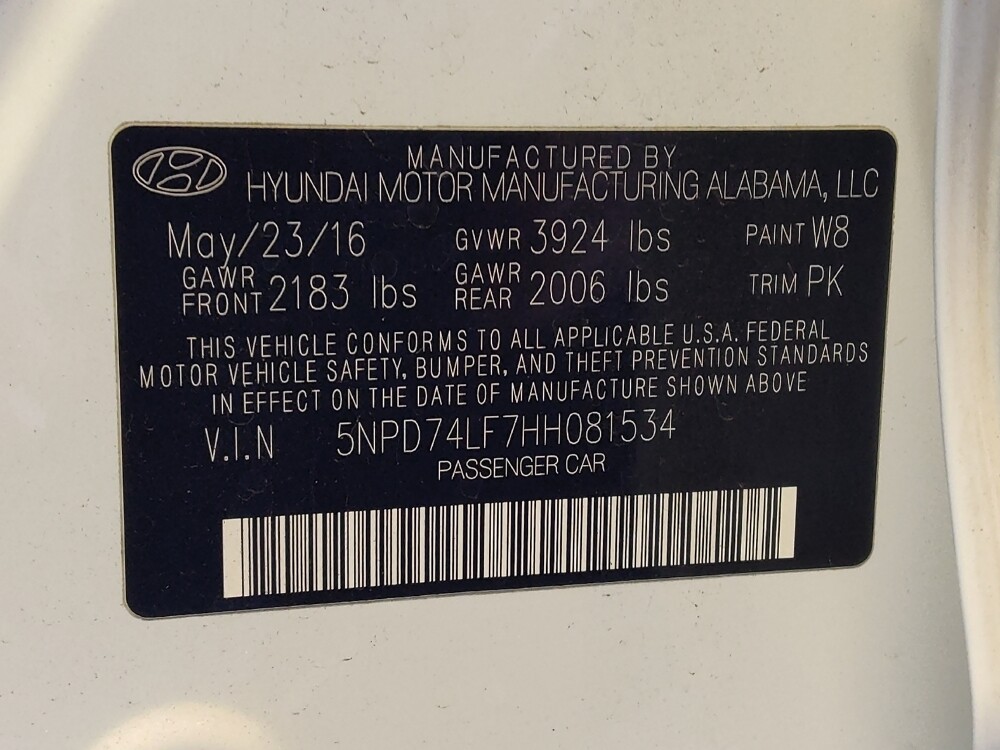 MANUFACTURED BY
HYUNDAI MOTOR MANUFACTURING ALABAMA, LLC
May/23/16 GVWR 3924 lbs PAINT W8
GAWR FRONT 2183 lbs GAWR REAR 2006 lbs TRIM PK
THIS VEHICLE CONFORMS TO ALL APPLICABLE U.S.A. FEDERAL
MOTOR VEHICLE SAFETY, BUMPER, AND THEFT PREVENTION STANDARDS
IN EFFECT ON THE DATE OF MANUFACTURE SHOWN ABOVE
V.I.N 5NPD74LF7HH081534
PASSENGER CAR